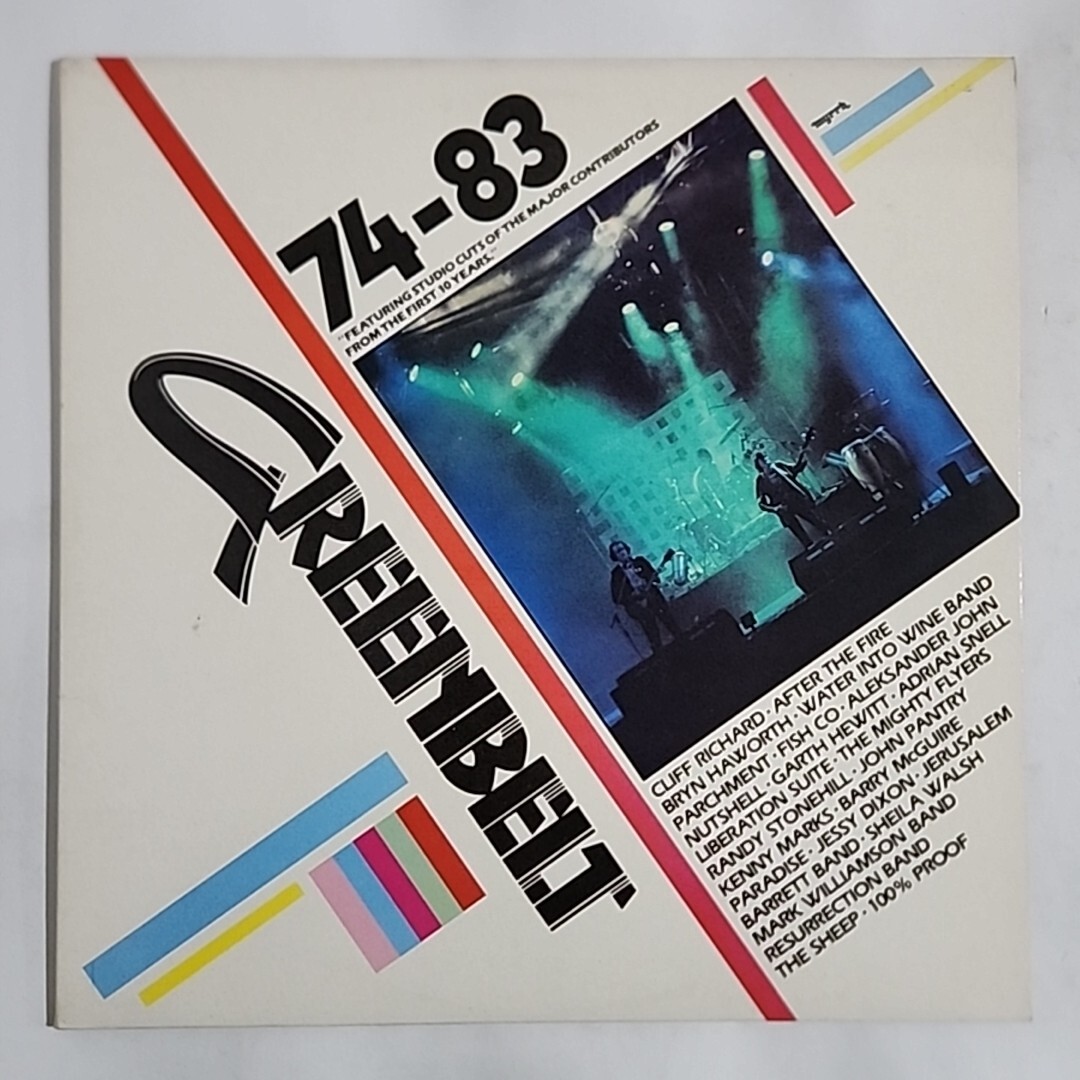 74-83
"FEATURING STUDIO CUTS OF THE MAJOR CONTRIBUTORS
FROM THE FIRST 10 YEARS."
myrrh
GREENBELT
CLIFF RICHARD · AFTER THE FIRE
BRYN HAWORTH · WATER INTO WINE BAND
PARCHMENT · FISH CO · ALEKSANDER JOHN
NUTSHELL · GARTH HEWITT · ADRIAN SNELL
LIBERATION SUITE · THE MIGHTY FLYERS
RANDY STONEHILL · JOHN PANTRY
KENNY MARKS · BARRY McGUIRE
PARADISE · JESSY DIXON · JERUSALEM
BARRETT BAND · SHEILA WALSH
MARK WILLIAMSON BAND
RESURRECTION BAND
THE SHEEP · 100% PROOF